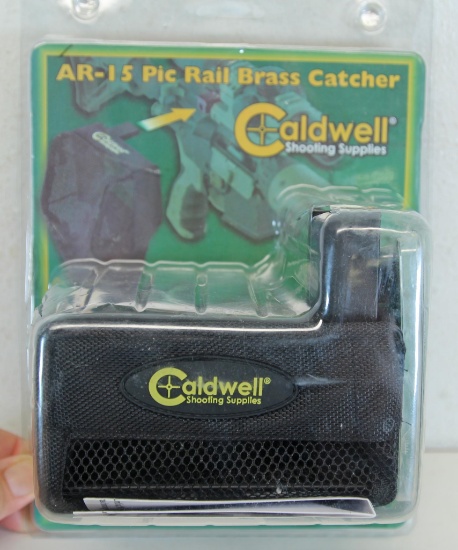 AR-15 Pic Rail Brass Catcher
Caldwell®
Shooting Supplies
Caldwell®
Shooting Supplies